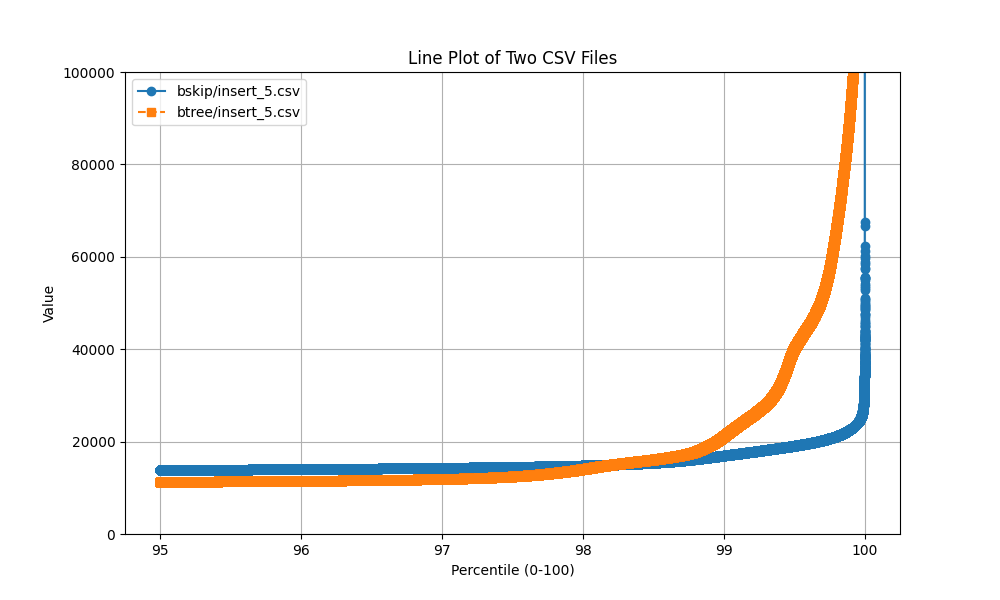 Line Plot of Two CSV Files
bskip/insert_5.csv
btree/insert_5.csv
Value
100000
80000
60000
40000
20000
0
95 96 97 98 99 100
Percentile (0-100)